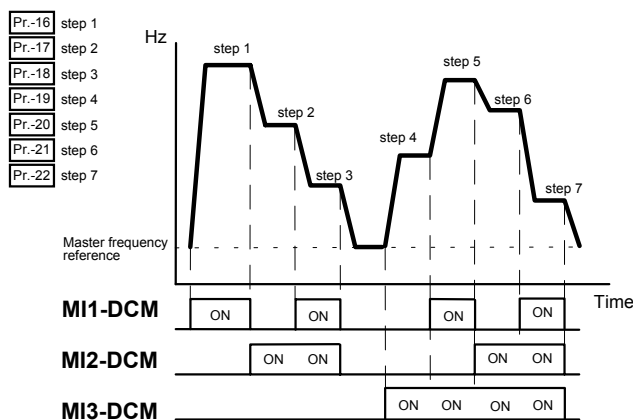 Pr.-16 step 1
Pr.-17 step 2
Pr.-18 step 3
Pr.-19 step 4
Pr.-20 step 5
Pr.-21 step 6
Pr.-22 step 7
Hz
step 1
step 2
step 3
step 4
step 5
step 6
step 7
Master frequency
reference
Time
MI1-DCM ON ON ON ON
MI2-DCM ON ON ON ON
MI3-DCM ON ON ON ON